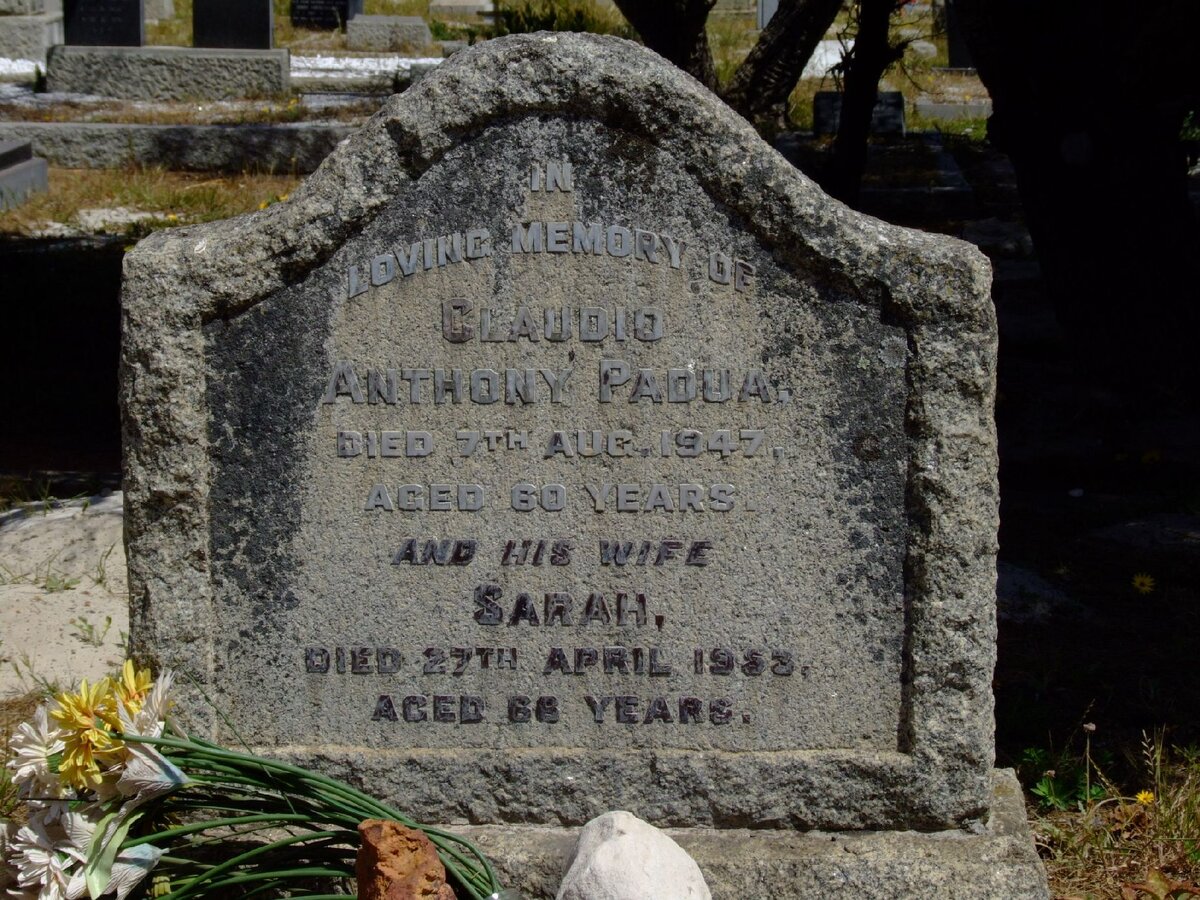 IN
LOVING MEMORY OF
CLAUDIO
ANTHONY PADUA.
DIED 7TH AUG. 1947.
AGED 60 YEARS.
AND HIS WIFE
SARAH,
DIED 27TH APRIL
AGED 68 YEARS.